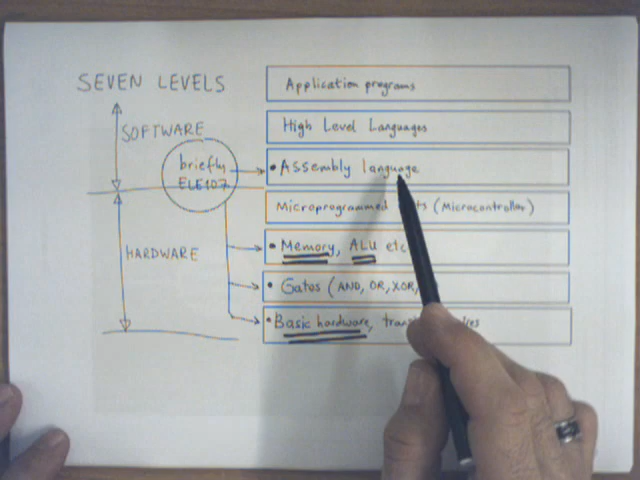 SEVEN LEVELS
Application programs
SOFTWARE
High Level Languages
briefly
ELE107
• Assembly language
Microprogrammed (Microcontroller)
HARDWARE
• Memory, ALU etc
• Gates (AND, OR, XOR,
• Basic hardware,